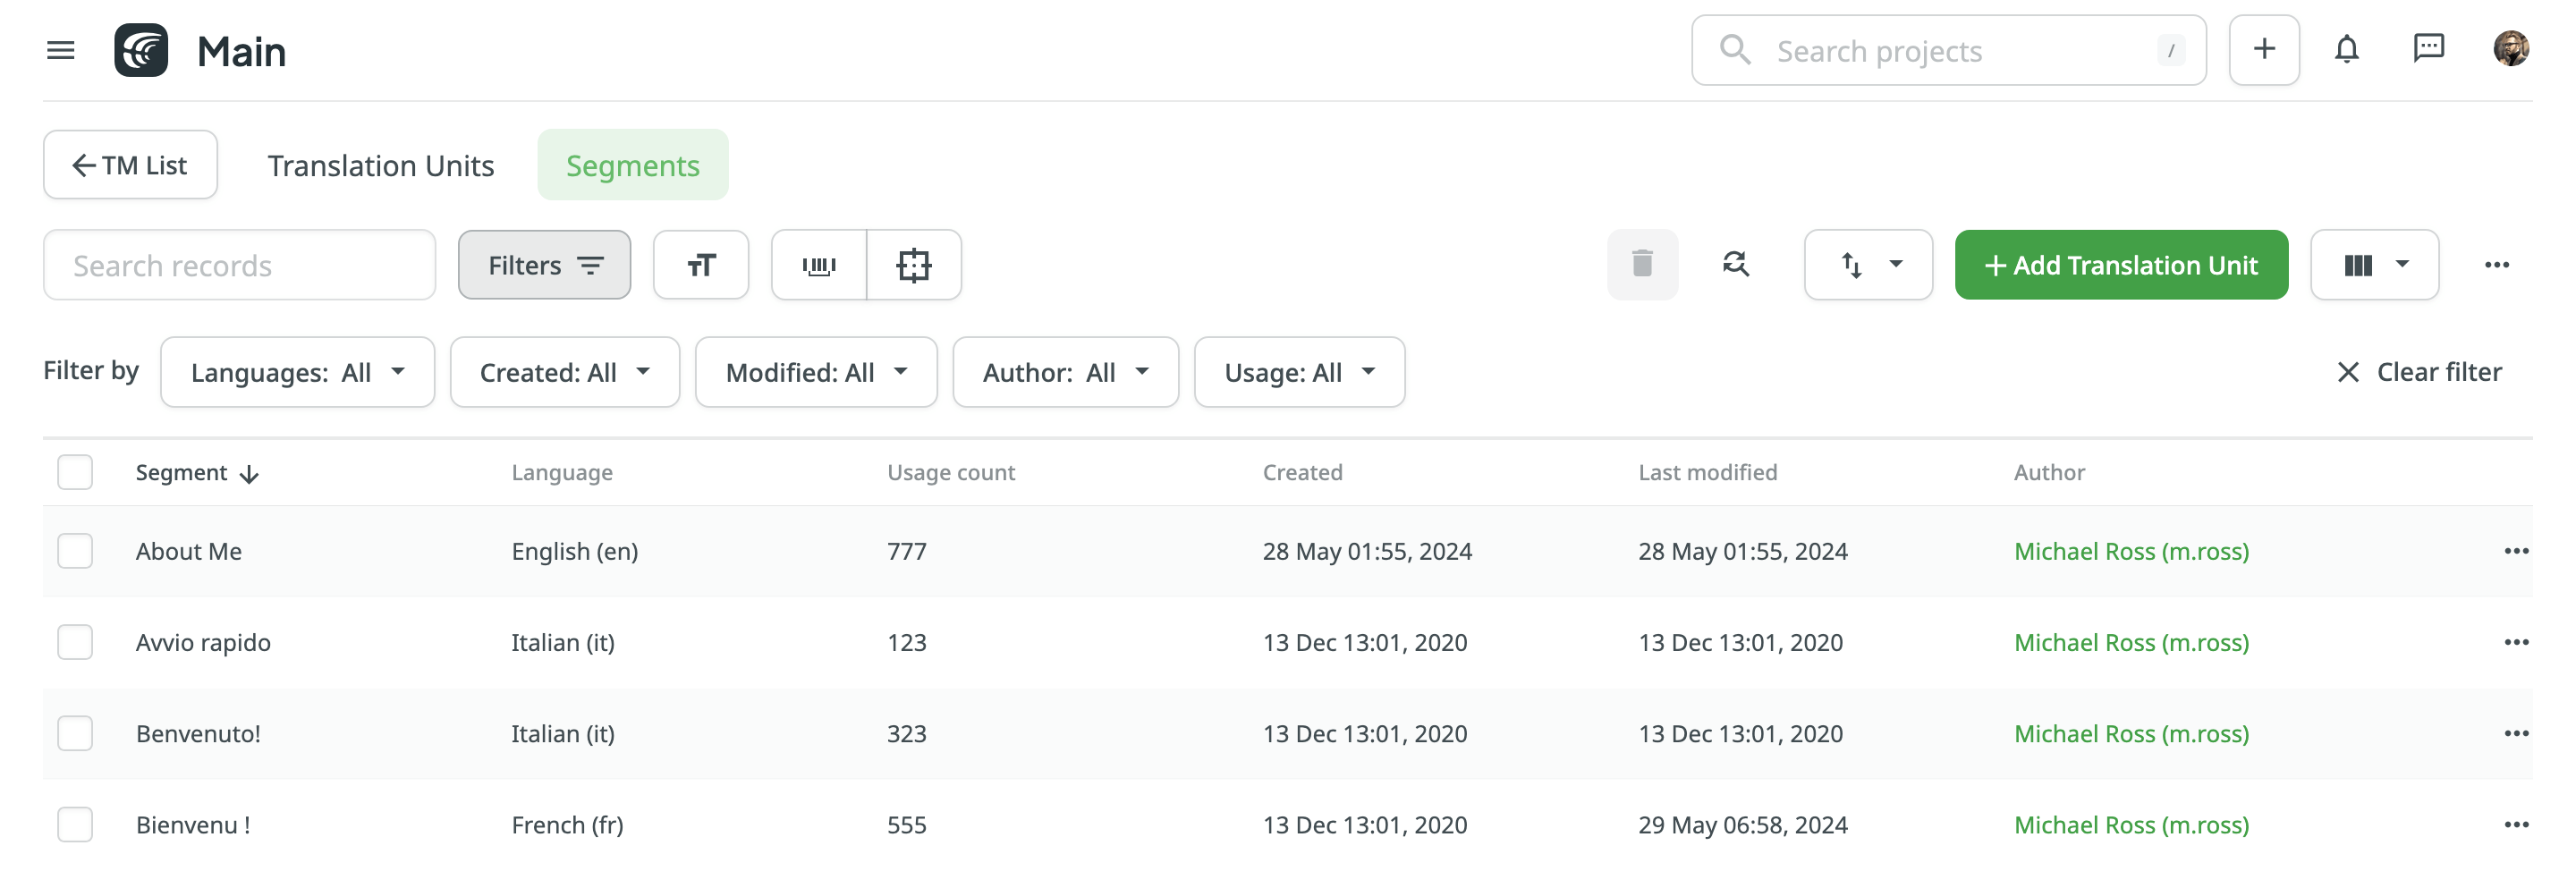 Main
Search projects /
TM List Translation Units Segments
Search records Filters Add Translation Unit
Filter by Languages: All Created: All Modified: All Author: All Usage: All Clear filter
Segment Language Usage count Created Last modified Author
About Me English (en) 777 28 May 01:55, 2024 28 May 01:55, 2024 Michael Ross (m.ross)
Avvio rapido Italian (it) 123 13 Dec 13:01, 2020 13 Dec 13:01, 2020 Michael Ross (m.ross)
Benvenuto! Italian (it) 323 13 Dec 13:01, 2020 13 Dec 13:01, 2020 Michael Ross (m.ross)
Bienvenu ! French (fr) 555 13 Dec 13:01, 2020 29 May 06:58, 2024 Michael Ross (m.ross)